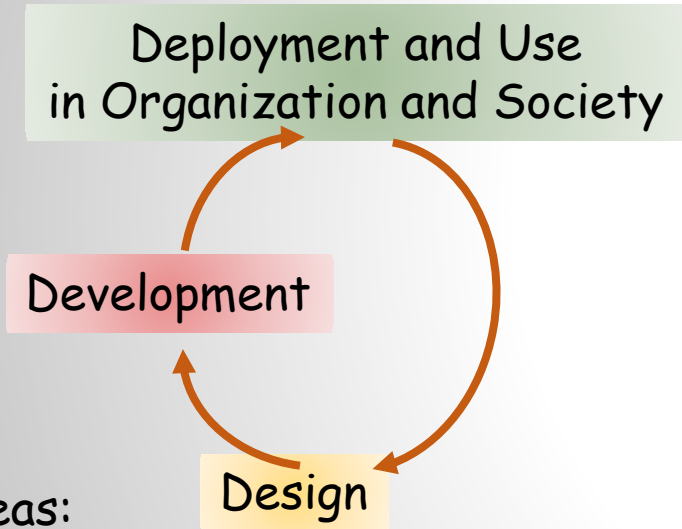 Deployment and Use
in Organization and Society
Development
Design
eas: